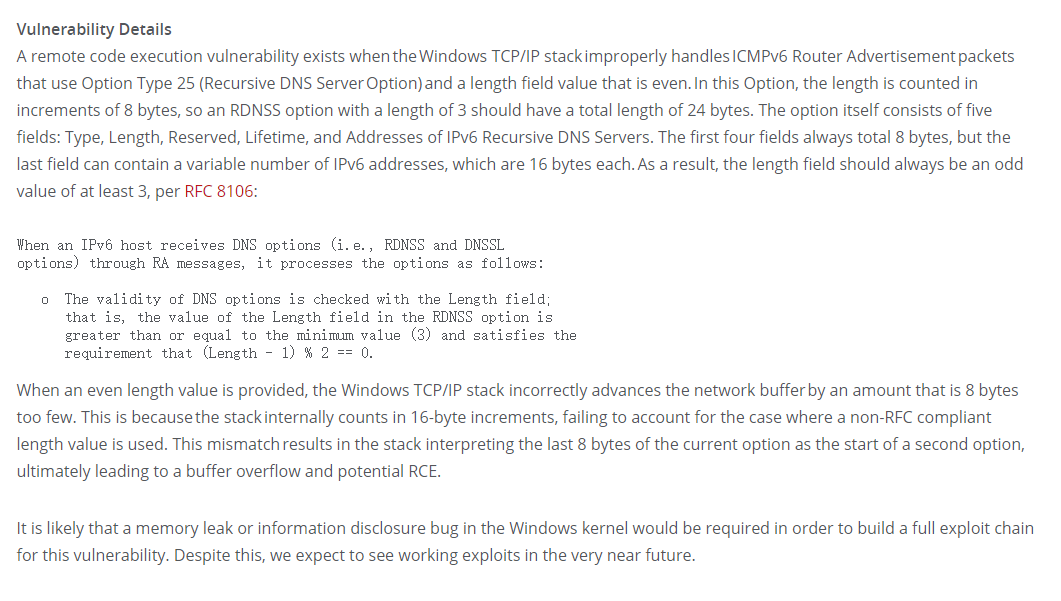 Vulnerability Details
A remote code execution vulnerability exists when the Windows TCP/IP stack improperly handles ICMPv6 Router Advertisement packets
that use Option Type 25 (Recursive DNS Server Option) and a length field value that is even. In this Option, the length is counted in
increments of 8 bytes, so an RDNSS option with a length of 3 should have a total length of 24 bytes. The option itself consists of five
fields: Type, Length, Reserved, Lifetime, and Addresses of IPv6 Recursive DNS Servers. The first four fields always total 8 bytes, but the
last field can contain a variable number of IPv6 addresses, which are 16 bytes each. As a result, the length field should always be an odd
value of at least 3, per RFC 8106:
When an IPv6 host receives DNS options (i.e., RDNSS and DNSSL
options) through RA messages, it processes the options as follows:
o The validity of DNS options is checked with the Length field;
that is, the value of the Length field in the RDNSS option is
greater than or equal to the minimum value (3) and satisfies the
requirement that (Length - 1) % 2 == 0.
When an even length value is provided, the Windows TCP/IP stack incorrectly advances the network buffer by an amount that is 8 bytes
too few. This is because the stack internally counts in 16-byte increments, failing to account for the case where a non-RFC compliant
length value is used. This mismatch results in the stack interpreting the last 8 bytes of the current option as the start of a second option,
ultimately leading to a buffer overflow and potential RCE.
It is likely that a memory leak or information disclosure bug in the Windows kernel would be required in order to build a full exploit chain
for this vulnerability. Despite this, we expect to see working exploits in the very near future.